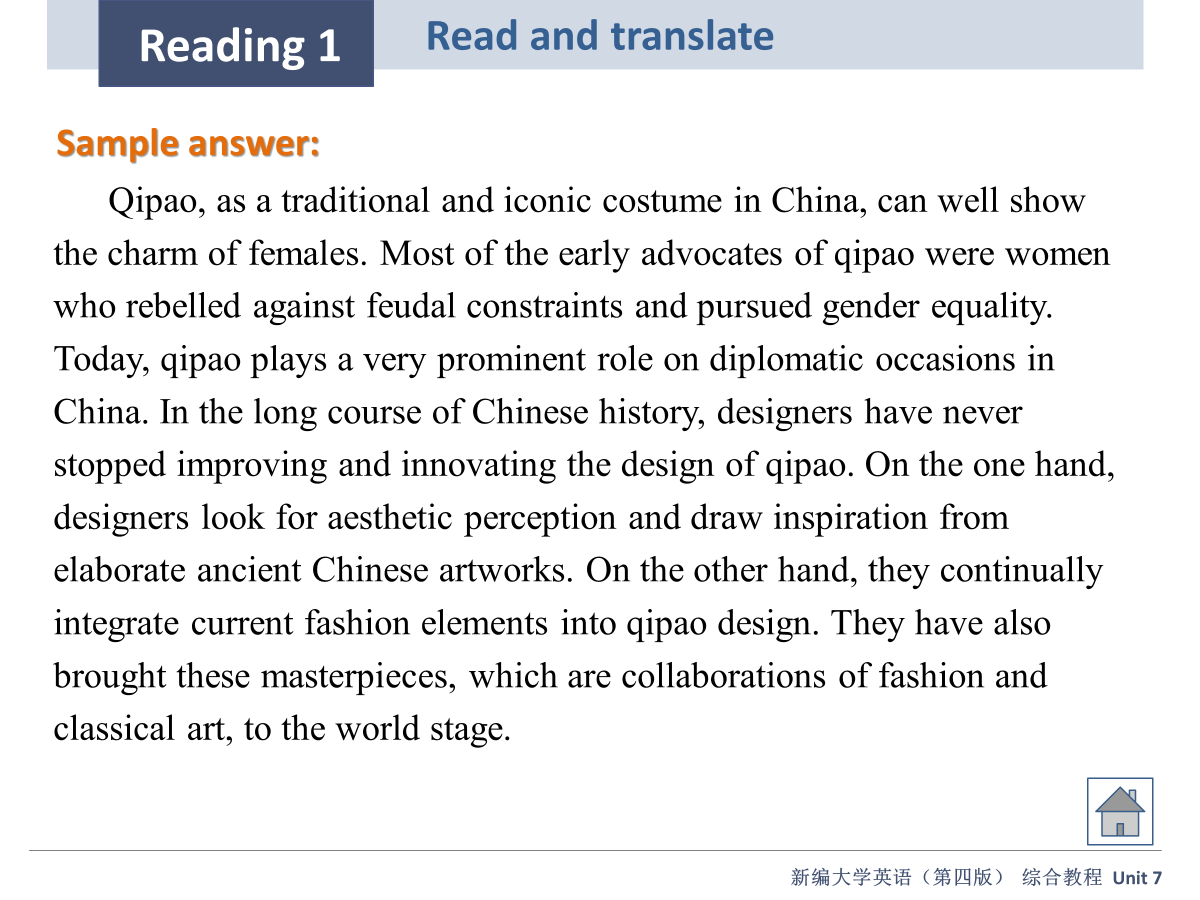 Reading 1
Read and translate
Sample answer:
Qipao, as a traditional and iconic costume in China, can well show
the charm of females. Most of the early advocates of qipao were women
who rebelled against feudal constraints and pursued gender equality.
Today, qipao plays a very prominent role on diplomatic occasions in
China. In the long course of Chinese history, designers have never
stopped improving and innovating the design of qipao. On the one hand,
designers look for aesthetic perception and draw inspiration from
elaborate ancient Chinese artworks. On the other hand, they continually
integrate current fashion elements into qipao design. They have also
brought these masterpieces, which are collaborations of fashion and
classical art, to the world stage.
新编大学英语（第四版） 综合教程 Unit 7